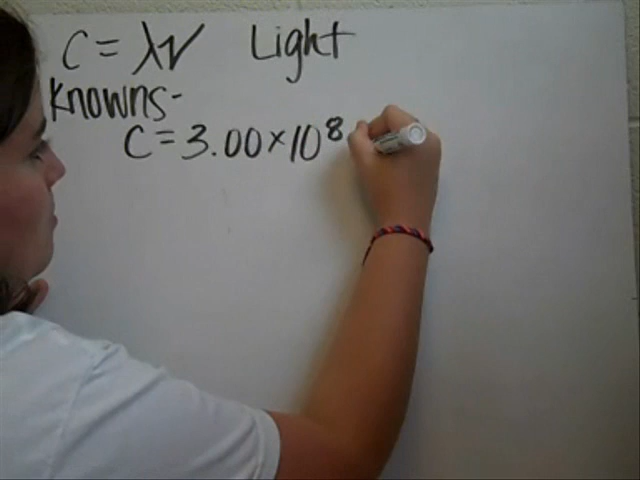 C = λν Light
Knowns-
C = 3.00 × 10⁸